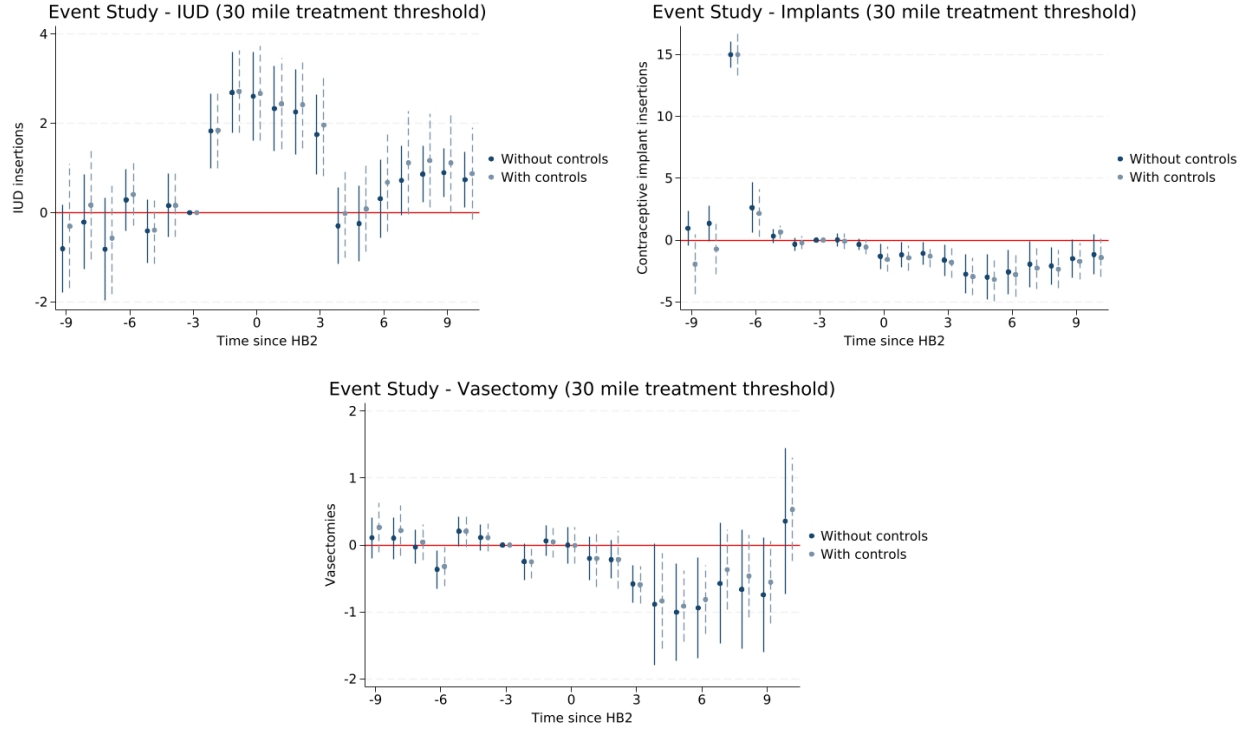 Event Study - IUD (30 mile treatment threshold)
IUD insertions
4
2
0
-2
-9 -6 -3 0 3 6 9
Time since HB2
Without controls
With controls
Event Study - Implants (30 mile treatment threshold)
Contraceptive implant insertions
15
10
5
0
-5
-9 -6 -3 0 3 6 9
Time since HB2
Without controls
With controls
Event Study - Vasectomy (30 mile treatment threshold)
Vasectomies
2
1
0
-1
-2
-9 -6 -3 0 3 6 9
Time since HB2
Without controls
With controls